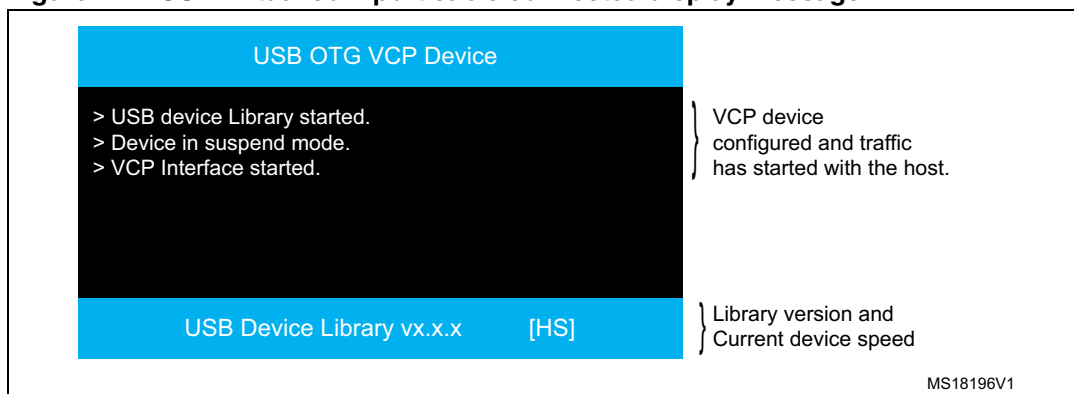 USB OTG VCP Device
> USB device Library started.
> Device in suspend mode.
> VCP Interface started.
VCP device
configured and traffic
has started with the host.
USB Device Library vx.x.x [HS]
Library version and
Current device speed
MS18196V1